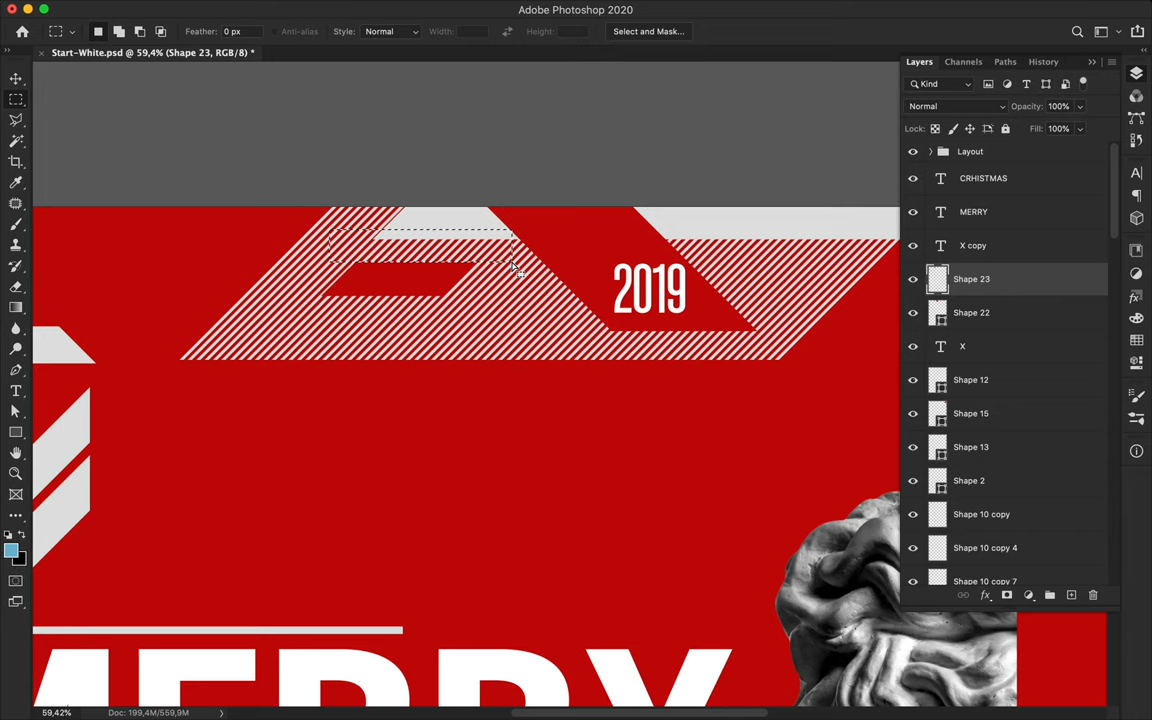 Adobe Photoshop 2020
Feather: 0 px
Anti-alias
Style: Normal
Width:
Height:
Select and Mask...
Start-White.psd @ 59,4% (Shape 23, RGB/8) *
Layers
Channels
Paths
History
Kind
Normal
Opacity: 100%
Lock:
Fill: 100%
Layout
CRHISTMAS
MERRY
X copy
Shape 23
Shape 22
X
Shape 12
Shape 15
Shape 13
Shape 2
Shape 10 copy
Shape 10 copy 4
Shape 10 copy 7
2019
MERRY
59,42%
Doc: 199,4M/559,9M